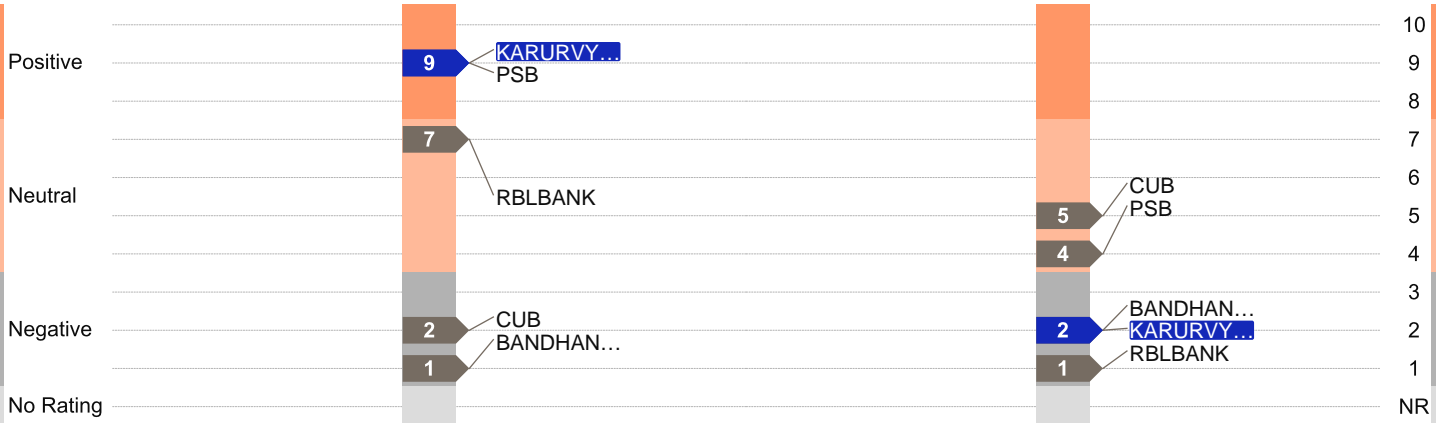 10
Positive
9
KARURVY...
PSB
9
8
7
7
RBLBANK
6
Neutral
CUB
PSB
5
5
4
4
3
Negative
2
CUB
BANDHAN...
1
BANDHAN...
2
KARURVY...
RBLBANK
1
2
1
No Rating
NR